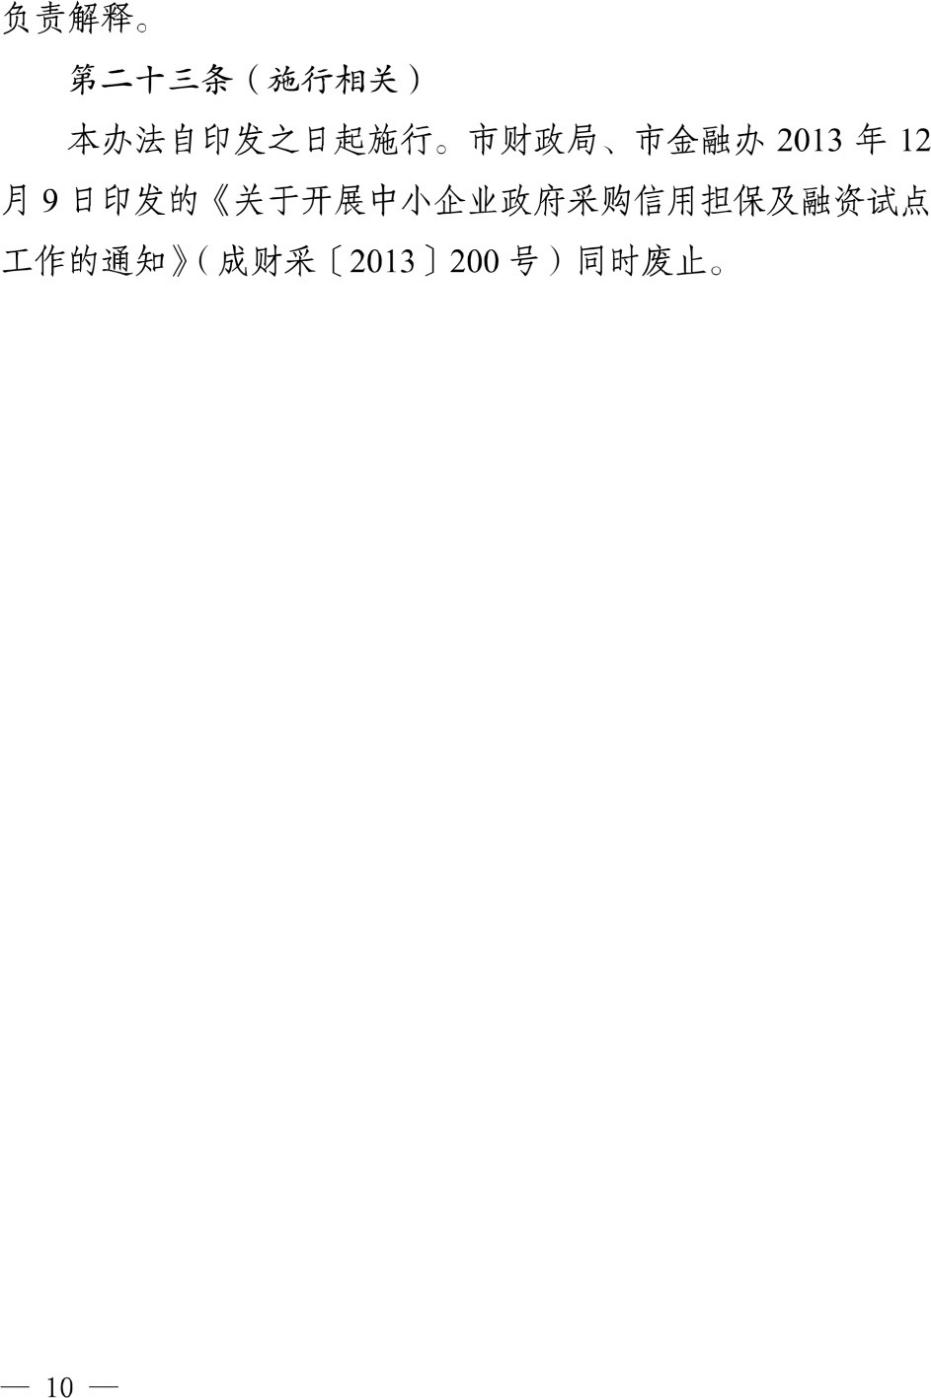 负责解释。
第二十三条（施行相关）
本办法自印发之日起施行。市财政局、市金融办 2013 年 12
月 9 日印发的《关于开展中小企业政府采购信用担保及融资试点
工作的通知》（成财采〔2013〕200 号）同时废止。
— 10 —